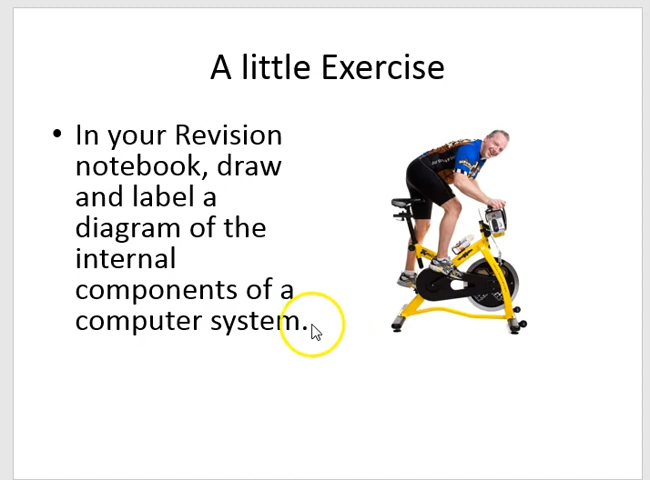 A little Exercise
• In your Revision
notebook, draw
and label a
diagram of the
internal
components of a
computer system.